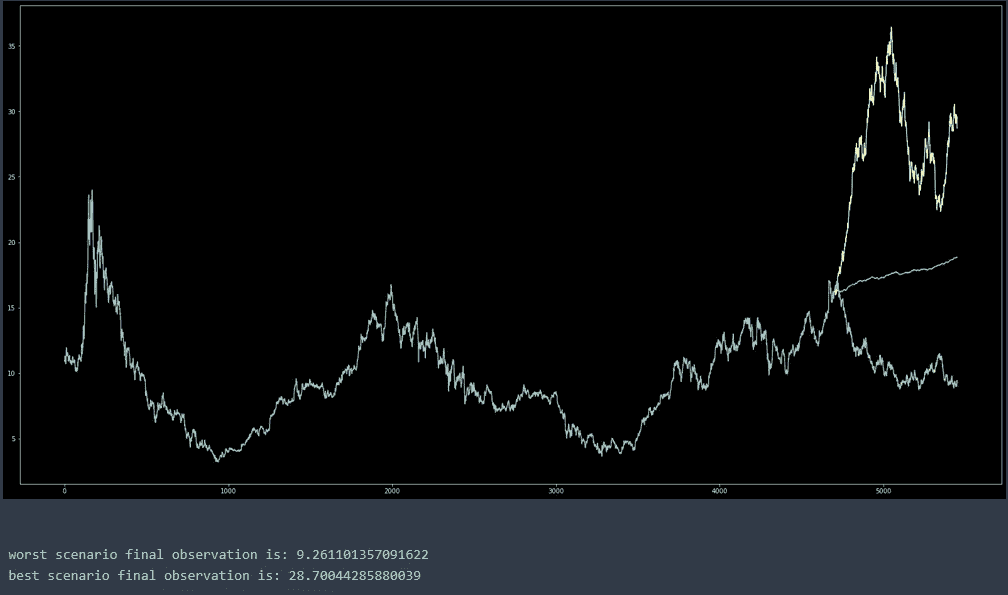 35
30
25
20
15
10
5
0 1000 2000 3000 4000 5000
worst scenario final observation is: 9.261101357091622
best scenario final observation is: 28.70044285880039